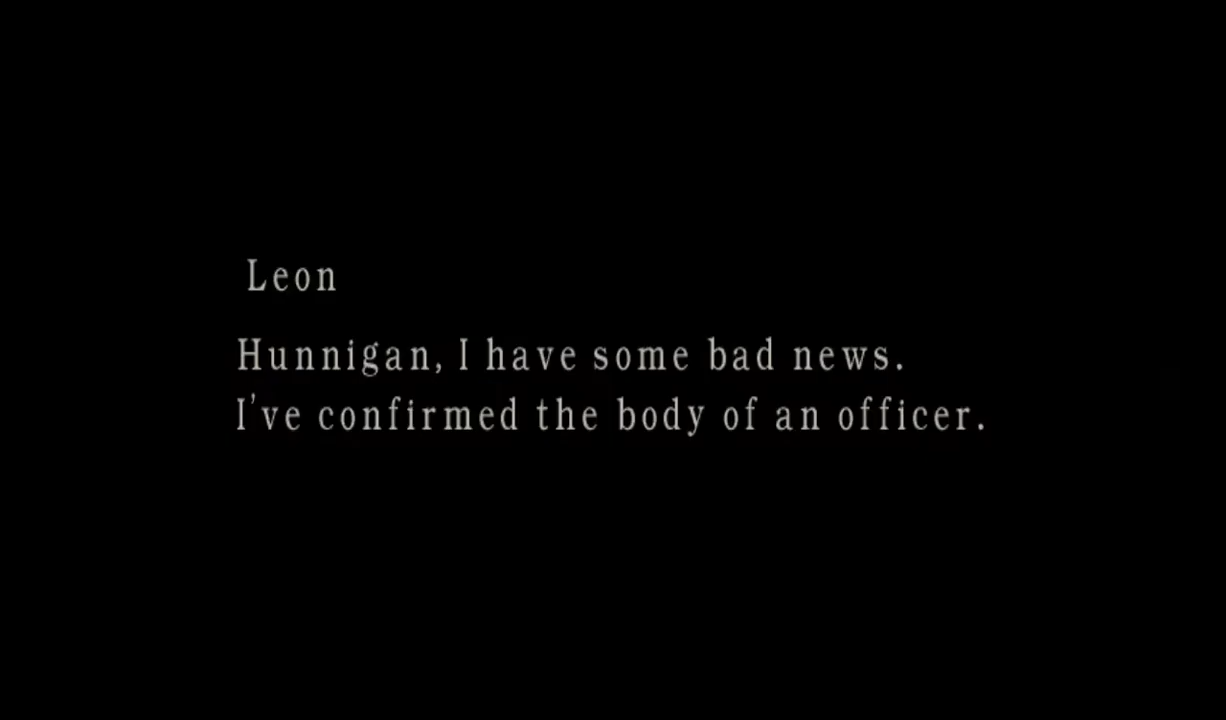 Leon
Hunnigan, I have some bad news.
I've confirmed the body of an officer.